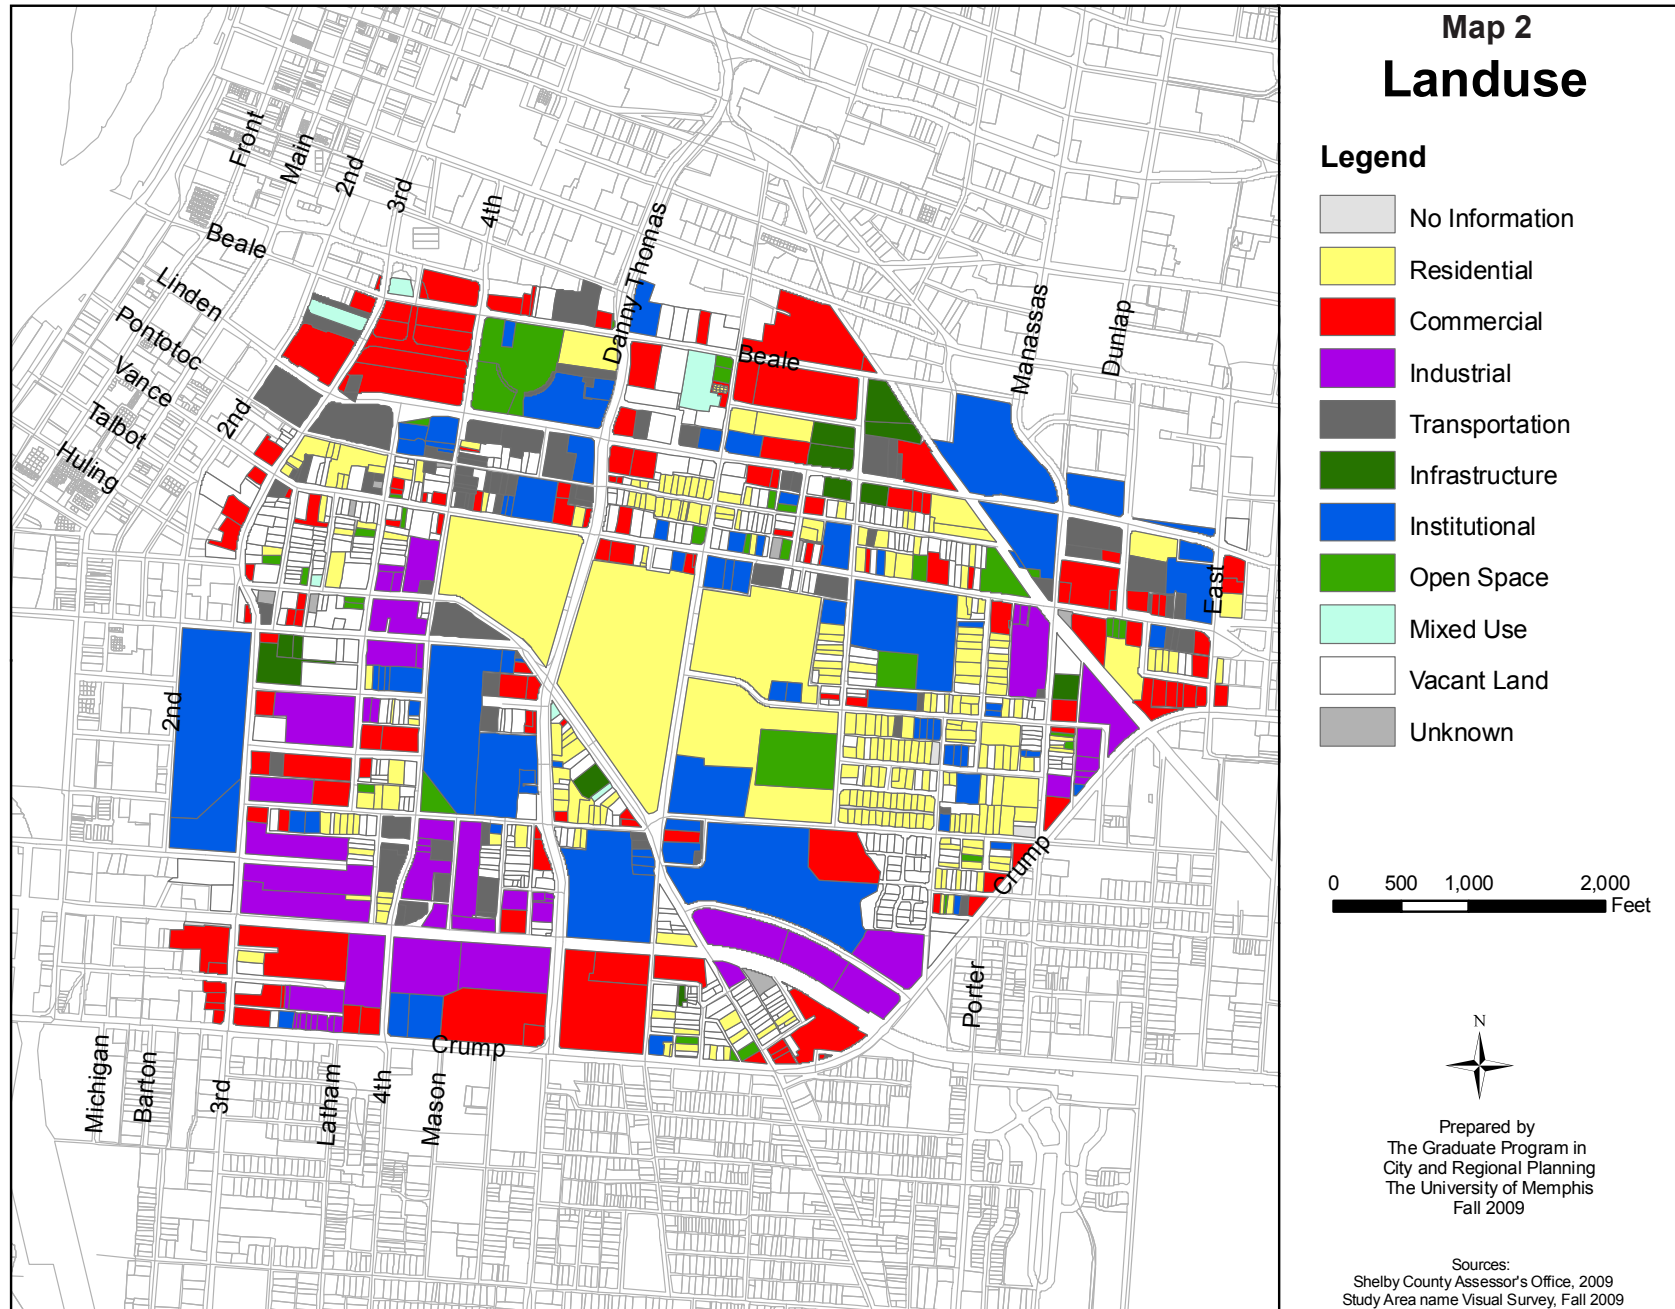 Map 2
Landuse
Legend
No Information
Residential
Commercial
Industrial
Transportation
Infrastructure
Institutional
Open Space
Mixed Use
Vacant Land
Unknown
0 500 1,000 2,000
Feet
N
Prepared by
The Graduate Program in
City and Regional Planning
The University of Memphis
Fall 2009
Sources:
Shelby County Assessor's Office, 2009
Study Area name Visual Survey, Fall 2009
Front
Main
2nd
3rd
4th
Danny Thomas
Manassas
Dunlap
Beale
Linden
Pontotoc
Vance
Talbot
Huling
2nd
Beale
East
2nd
Crump
Porter
Crump
Michigan
Barton
3rd
Latham
4th
Mason